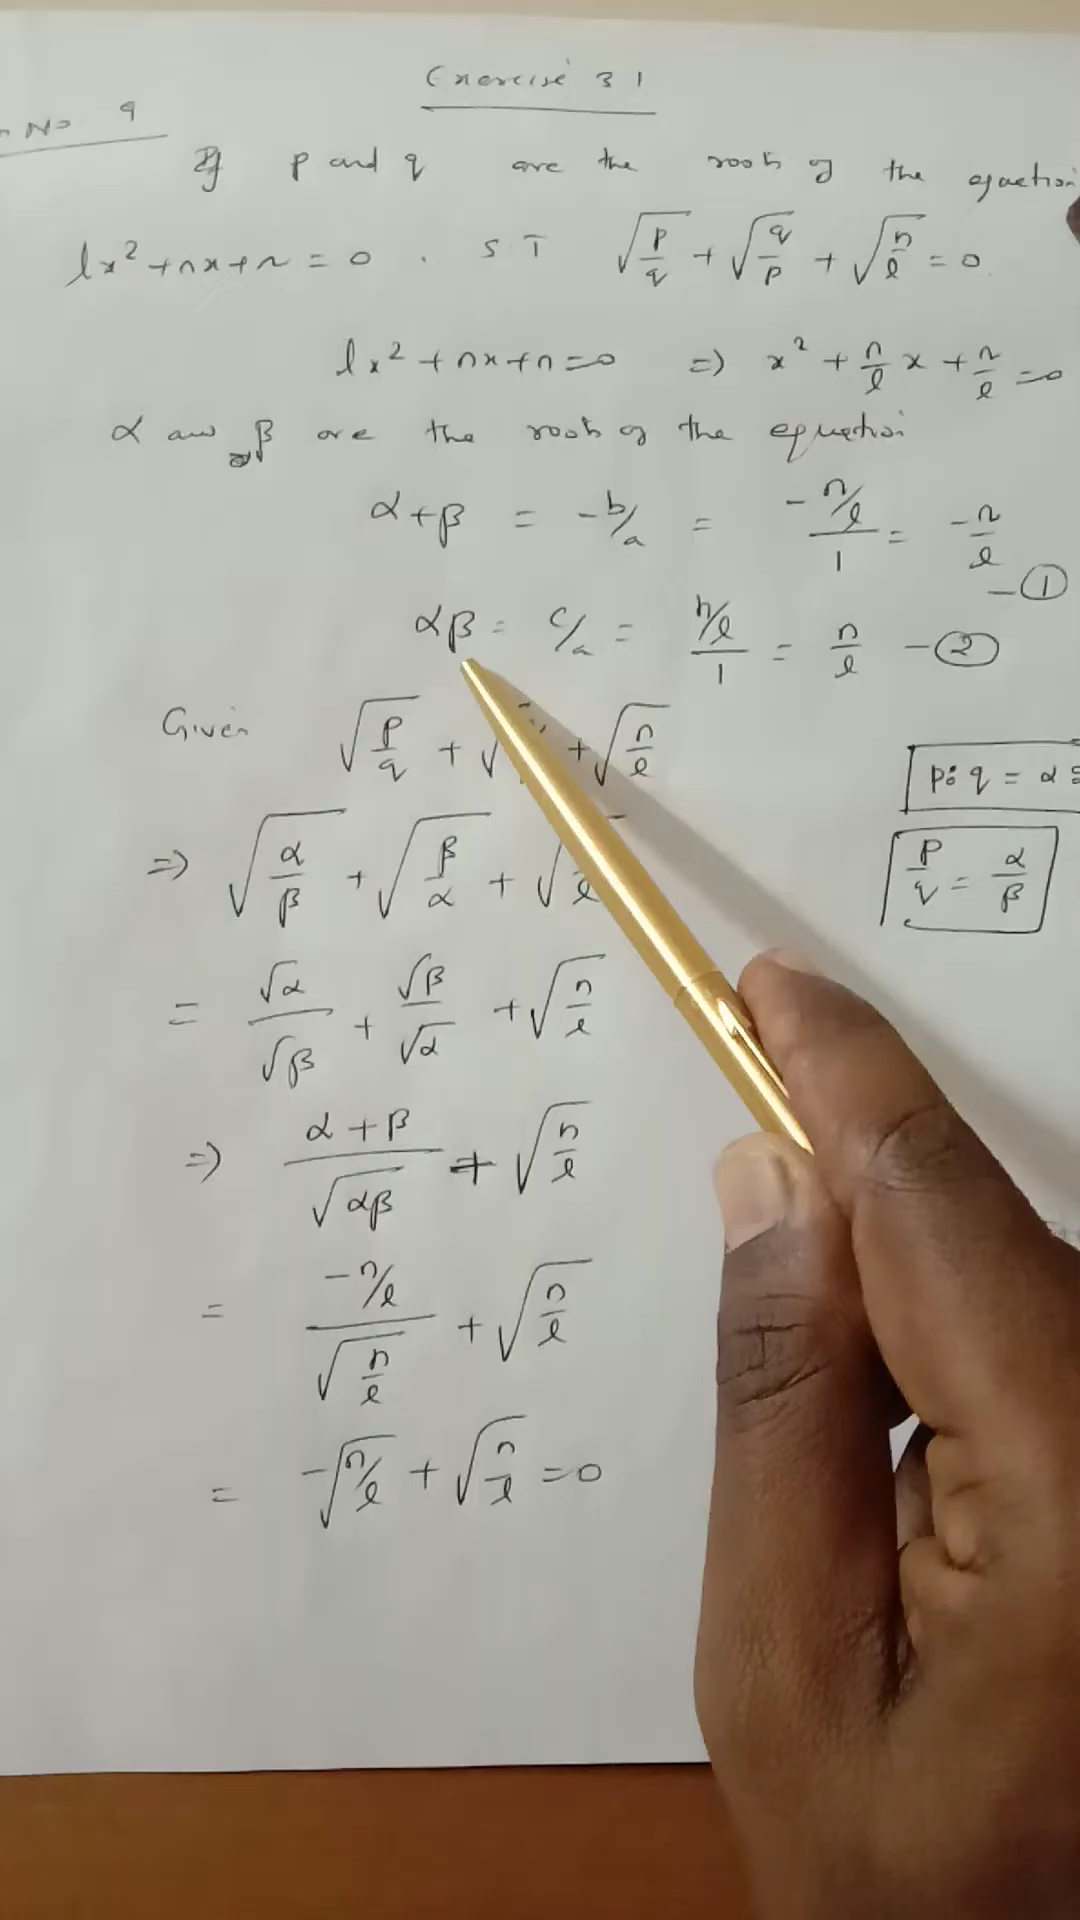 Exercise 3 1
No 9
If p and q are the roots of the equation
lx² + nx + n = 0 . S.T √(p/q) + √(q/p) + √(n/l) = 0.
lx² + nx + n = 0 ⇒ x² + n/l x + n/l = 0
α and β are the roots of the equation
α + β = -b/a = (-n/l)/1 = -n/l - ①
αβ = c/a = (n/l)/1 = n/l - ②
Given √(p/q) + √ + √(n/l)
p : q = α
⇒ √(α/β) + √(β/α) + √ l
p/q = α/β
= √α/√β + √β/√α + √(n/l)
⇒ (α + β)/√(αβ) + √(n/l)
= (-n/l)/√(n/l) + √(n/l)
= -√(n/l) + √(n/l) = 0